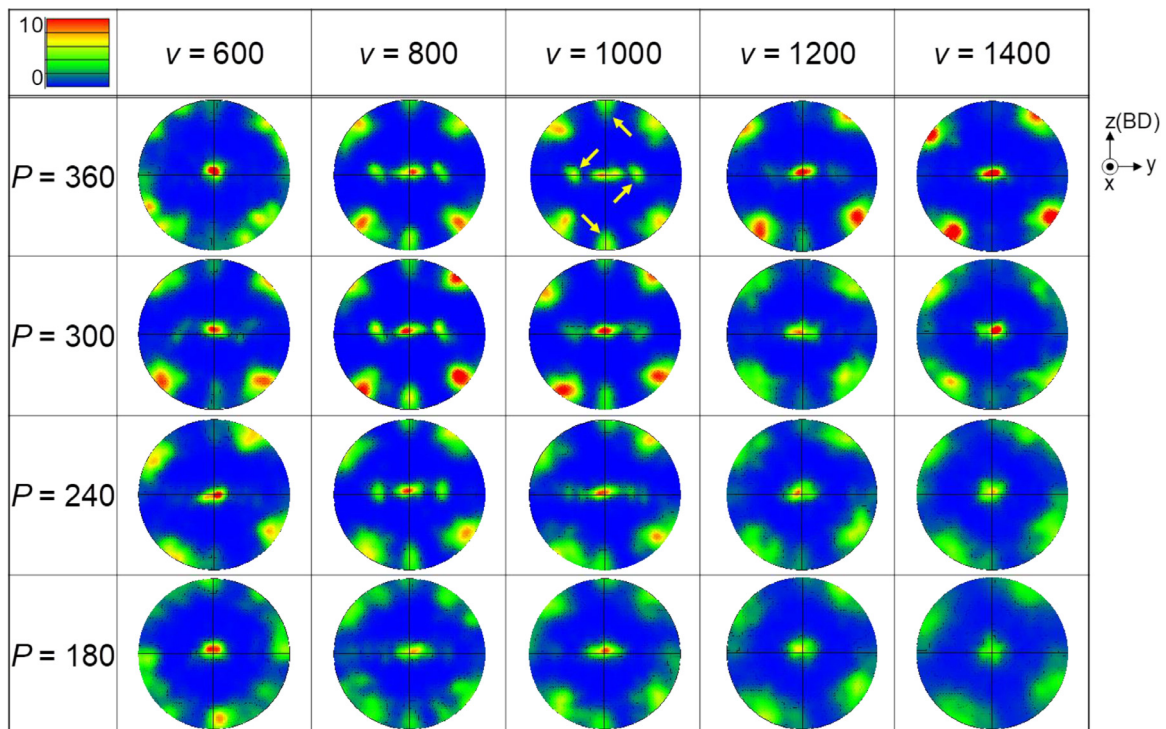 10
0
v = 600
v = 800
v = 1000
v = 1200
v = 1400
P = 360
z(BD)
y
x
P = 300
P = 240
P = 180